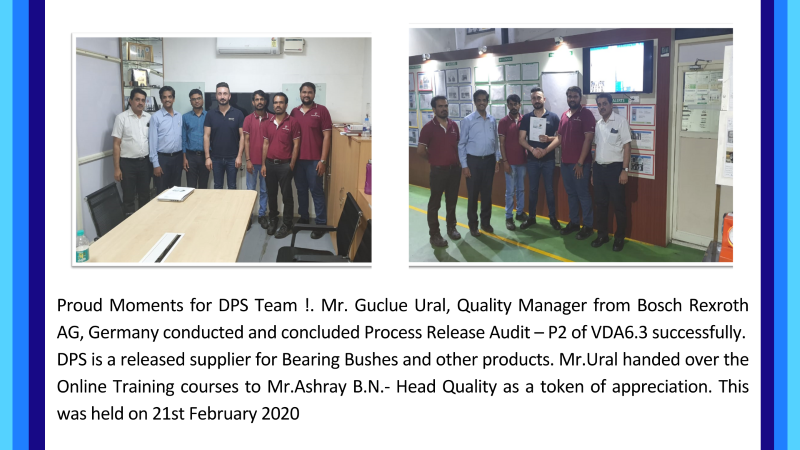 Proud Moments for DPS Team !. Mr. Guclue Ural, Quality Manager from Bosch Rexroth
AG, Germany conducted and concluded Process Release Audit – P2 of VDA6.3 successfully.
DPS is a released supplier for Bearing Bushes and other products. Mr.Ural handed over the
Online Training courses to Mr.Ashray B.N.- Head Quality as a token of appreciation. This
was held on 21st February 2020